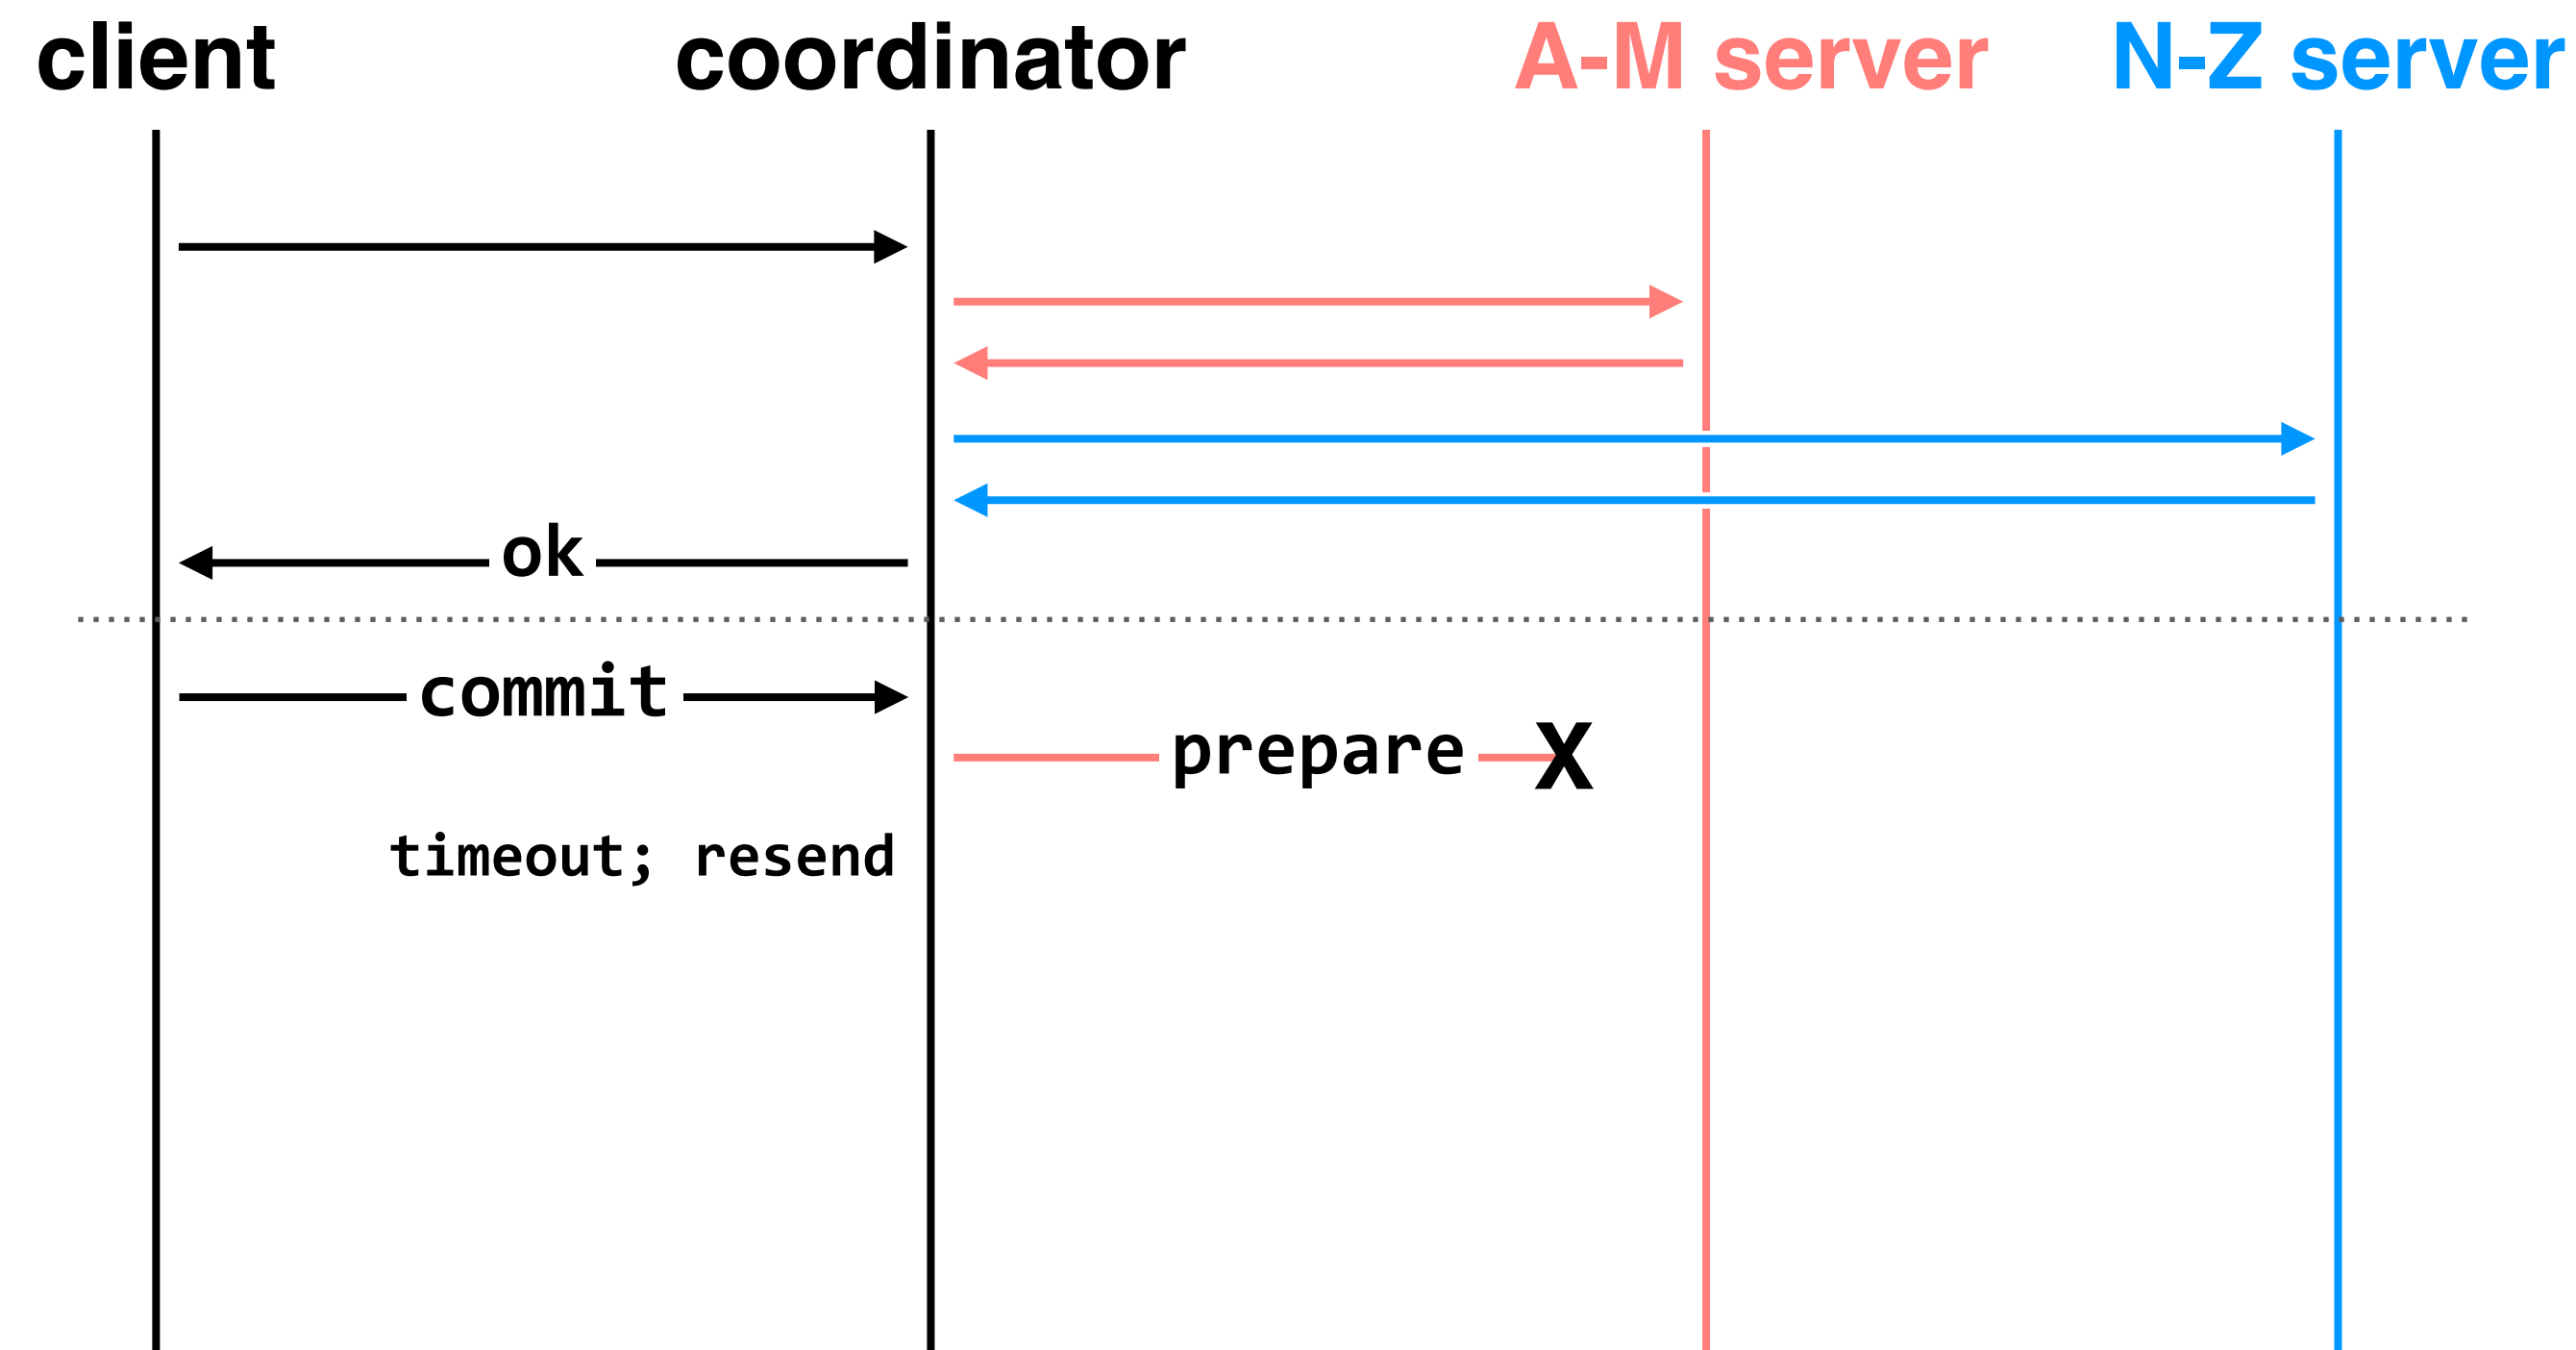 client coordinator A-M server N-Z server
ok
commit
prepare X
timeout; resend